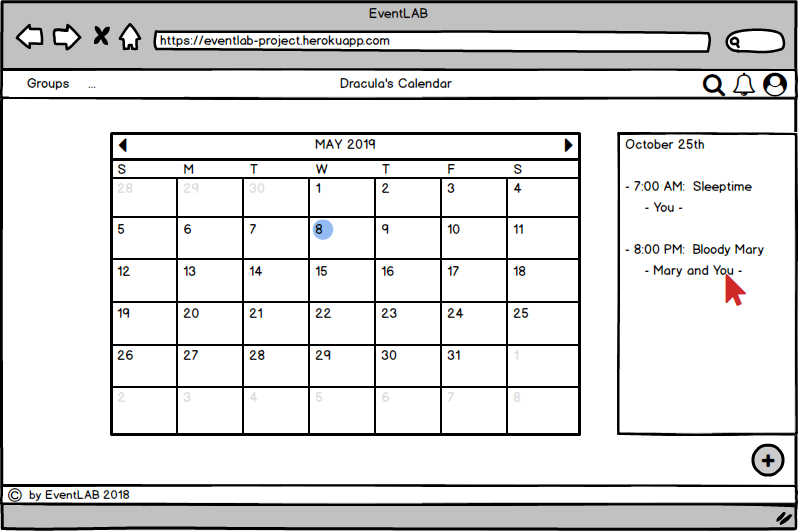 EventLAB
https://eventlab-project.herokuapp.com
Groups ... Dracula's Calendar
MAY 2019
S M T W T F S
28 29 30 1 2 3 4
5 6 7 8 9 10 11
12 13 14 15 16 17 18
19 20 21 22 23 24 25
26 27 28 29 30 31 1
2 3 4 5 6 7 8
October 25th
- 7:00 AM: Sleeptime
- You -
- 8:00 PM: Bloody Mary
- Mary and You -
© by EventLAB 2018